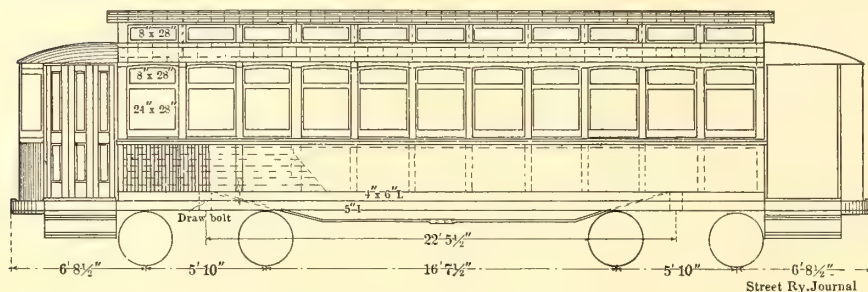 8" x 28"
8" x 28"
24" x 28"
4" x 6" L
5" I
Draw bolt
22' 5½"
6' 8½" 5' 10" 16' 7½" 5' 10" 6' 8½"
Street Ry. Journal